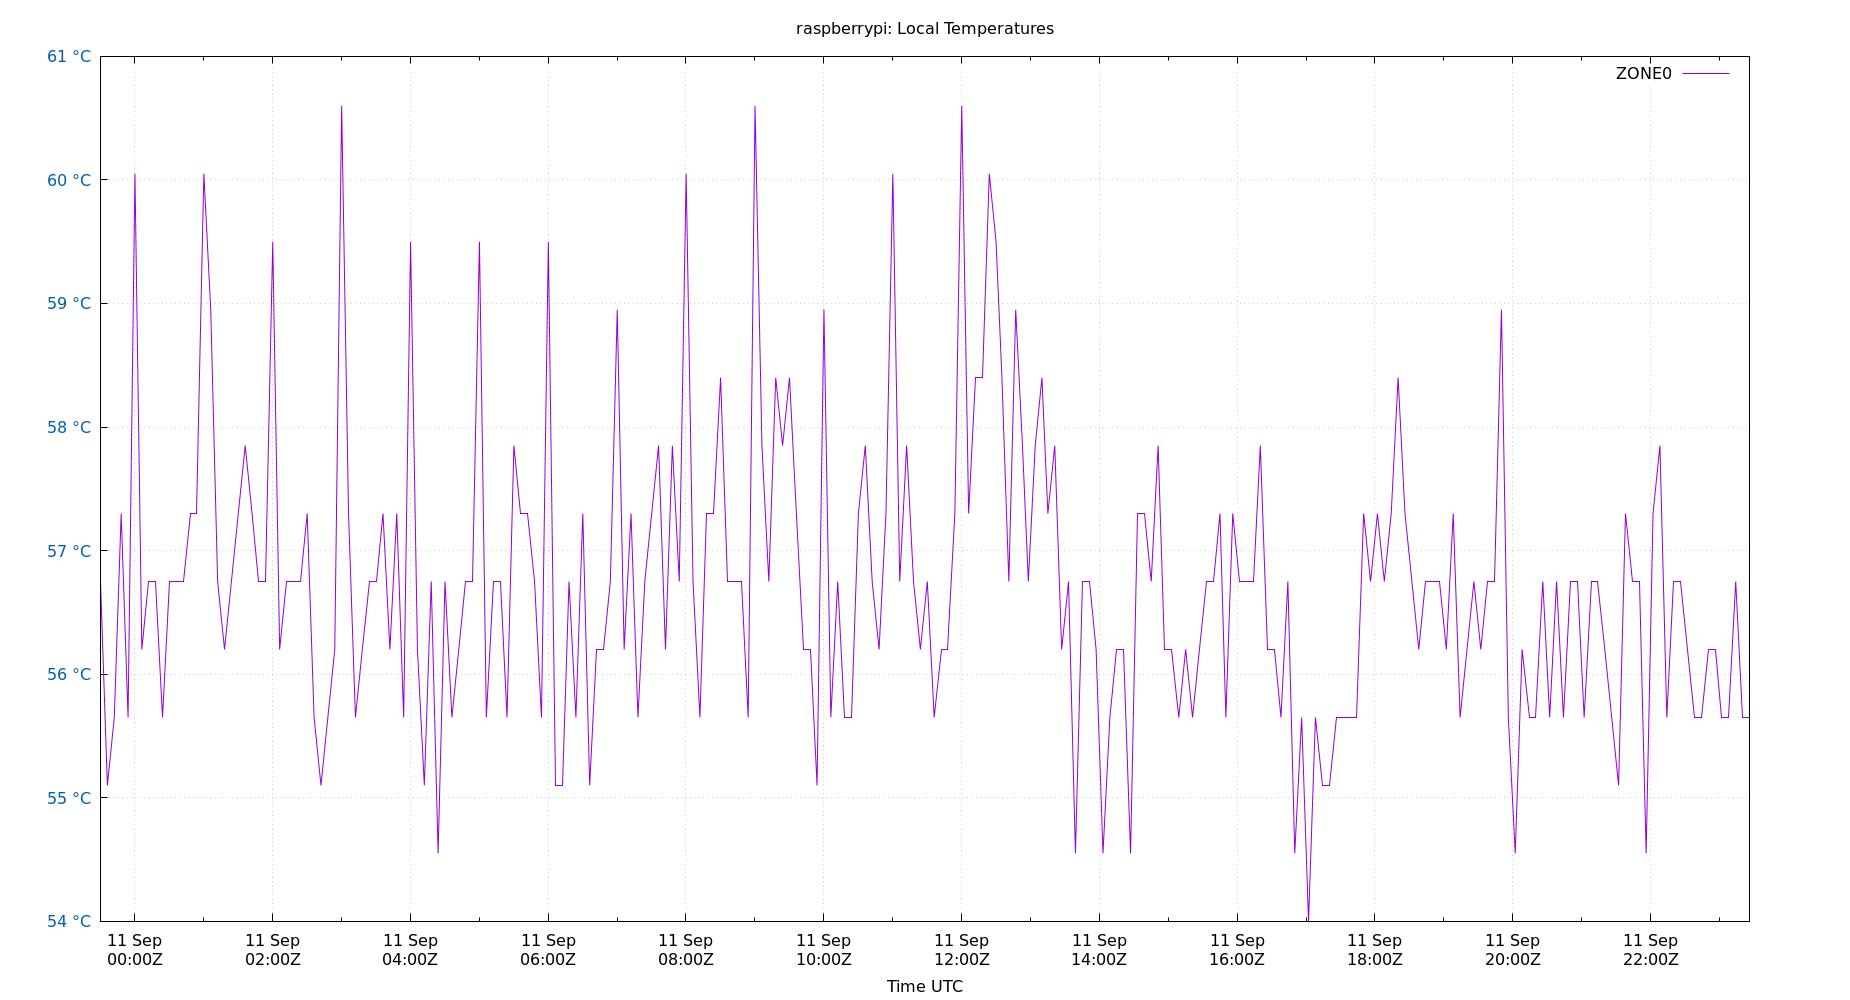 raspberrypi: Local Temperatures
61 °C
ZONE0
60 °C
59 °C
58 °C
57 °C
56 °C
55 °C
54 °C
11 Sep 11 Sep 11 Sep 11 Sep 11 Sep 11 Sep 11 Sep 11 Sep 11 Sep 11 Sep 11 Sep 11 Sep
00:00Z 02:00Z 04:00Z 06:00Z 08:00Z 10:00Z 12:00Z 14:00Z 16:00Z 18:00Z 20:00Z 22:00Z
Time UTC